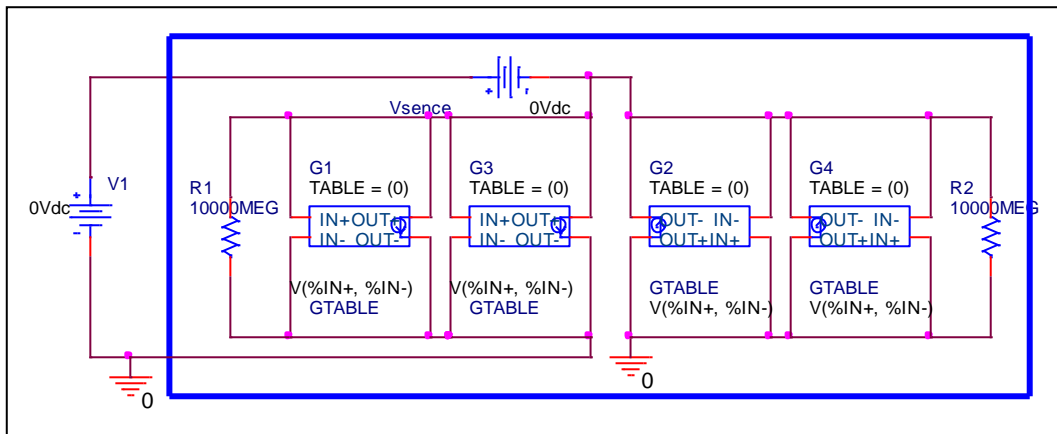 Vsence
0Vdc
V1
0Vdc
R1
10000MEG
G1
TABLE = (0)
IN+OUT+
IN- OUT-
V(%IN+, %IN-)
GTABLE
G3
TABLE = (0)
IN+OUT+
IN- OUT-
V(%IN+, %IN-)
GTABLE
G2
TABLE = (0)
OUT- IN-
OUT+IN+
GTABLE
V(%IN+, %IN-)
G4
TABLE = (0)
OUT- IN-
OUT+IN+
GTABLE
V(%IN+, %IN-)
R2
10000MEG
0
0